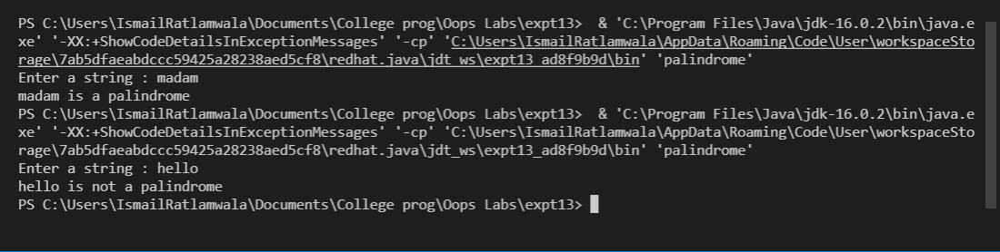 PS C:\Users\IsmailRatlamwala\Documents\College prog\Oops Labs\expt13>  & 'C:\Program Files\Java\jdk-16.0.2\bin\java.e
xe' '-XX:+ShowCodeDetailsInExceptionMessages' '-cp' 'C:\Users\IsmailRatlamwala\AppData\Roaming\Code\User\workspaceSto
rage\7ab5dfaeabdccc59425a28238aed5cf8\redhat.java\jdt_ws\expt13_ad8f9b9d\bin' 'palindrome'
Enter a string : madam
madam is a palindrome
PS C:\Users\IsmailRatlamwala\Documents\College prog\Oops Labs\expt13>  & 'C:\Program Files\Java\jdk-16.0.2\bin\java.e
xe' '-XX:+ShowCodeDetailsInExceptionMessages' '-cp' 'C:\Users\IsmailRatlamwala\AppData\Roaming\Code\User\workspaceSto
rage\7ab5dfaeabdccc59425a28238aed5cf8\redhat.java\jdt_ws\expt13_ad8f9b9d\bin' 'palindrome'
Enter a string : hello
hello is not a palindrome
PS C:\Users\IsmailRatlamwala\Documents\College prog\Oops Labs\expt13>